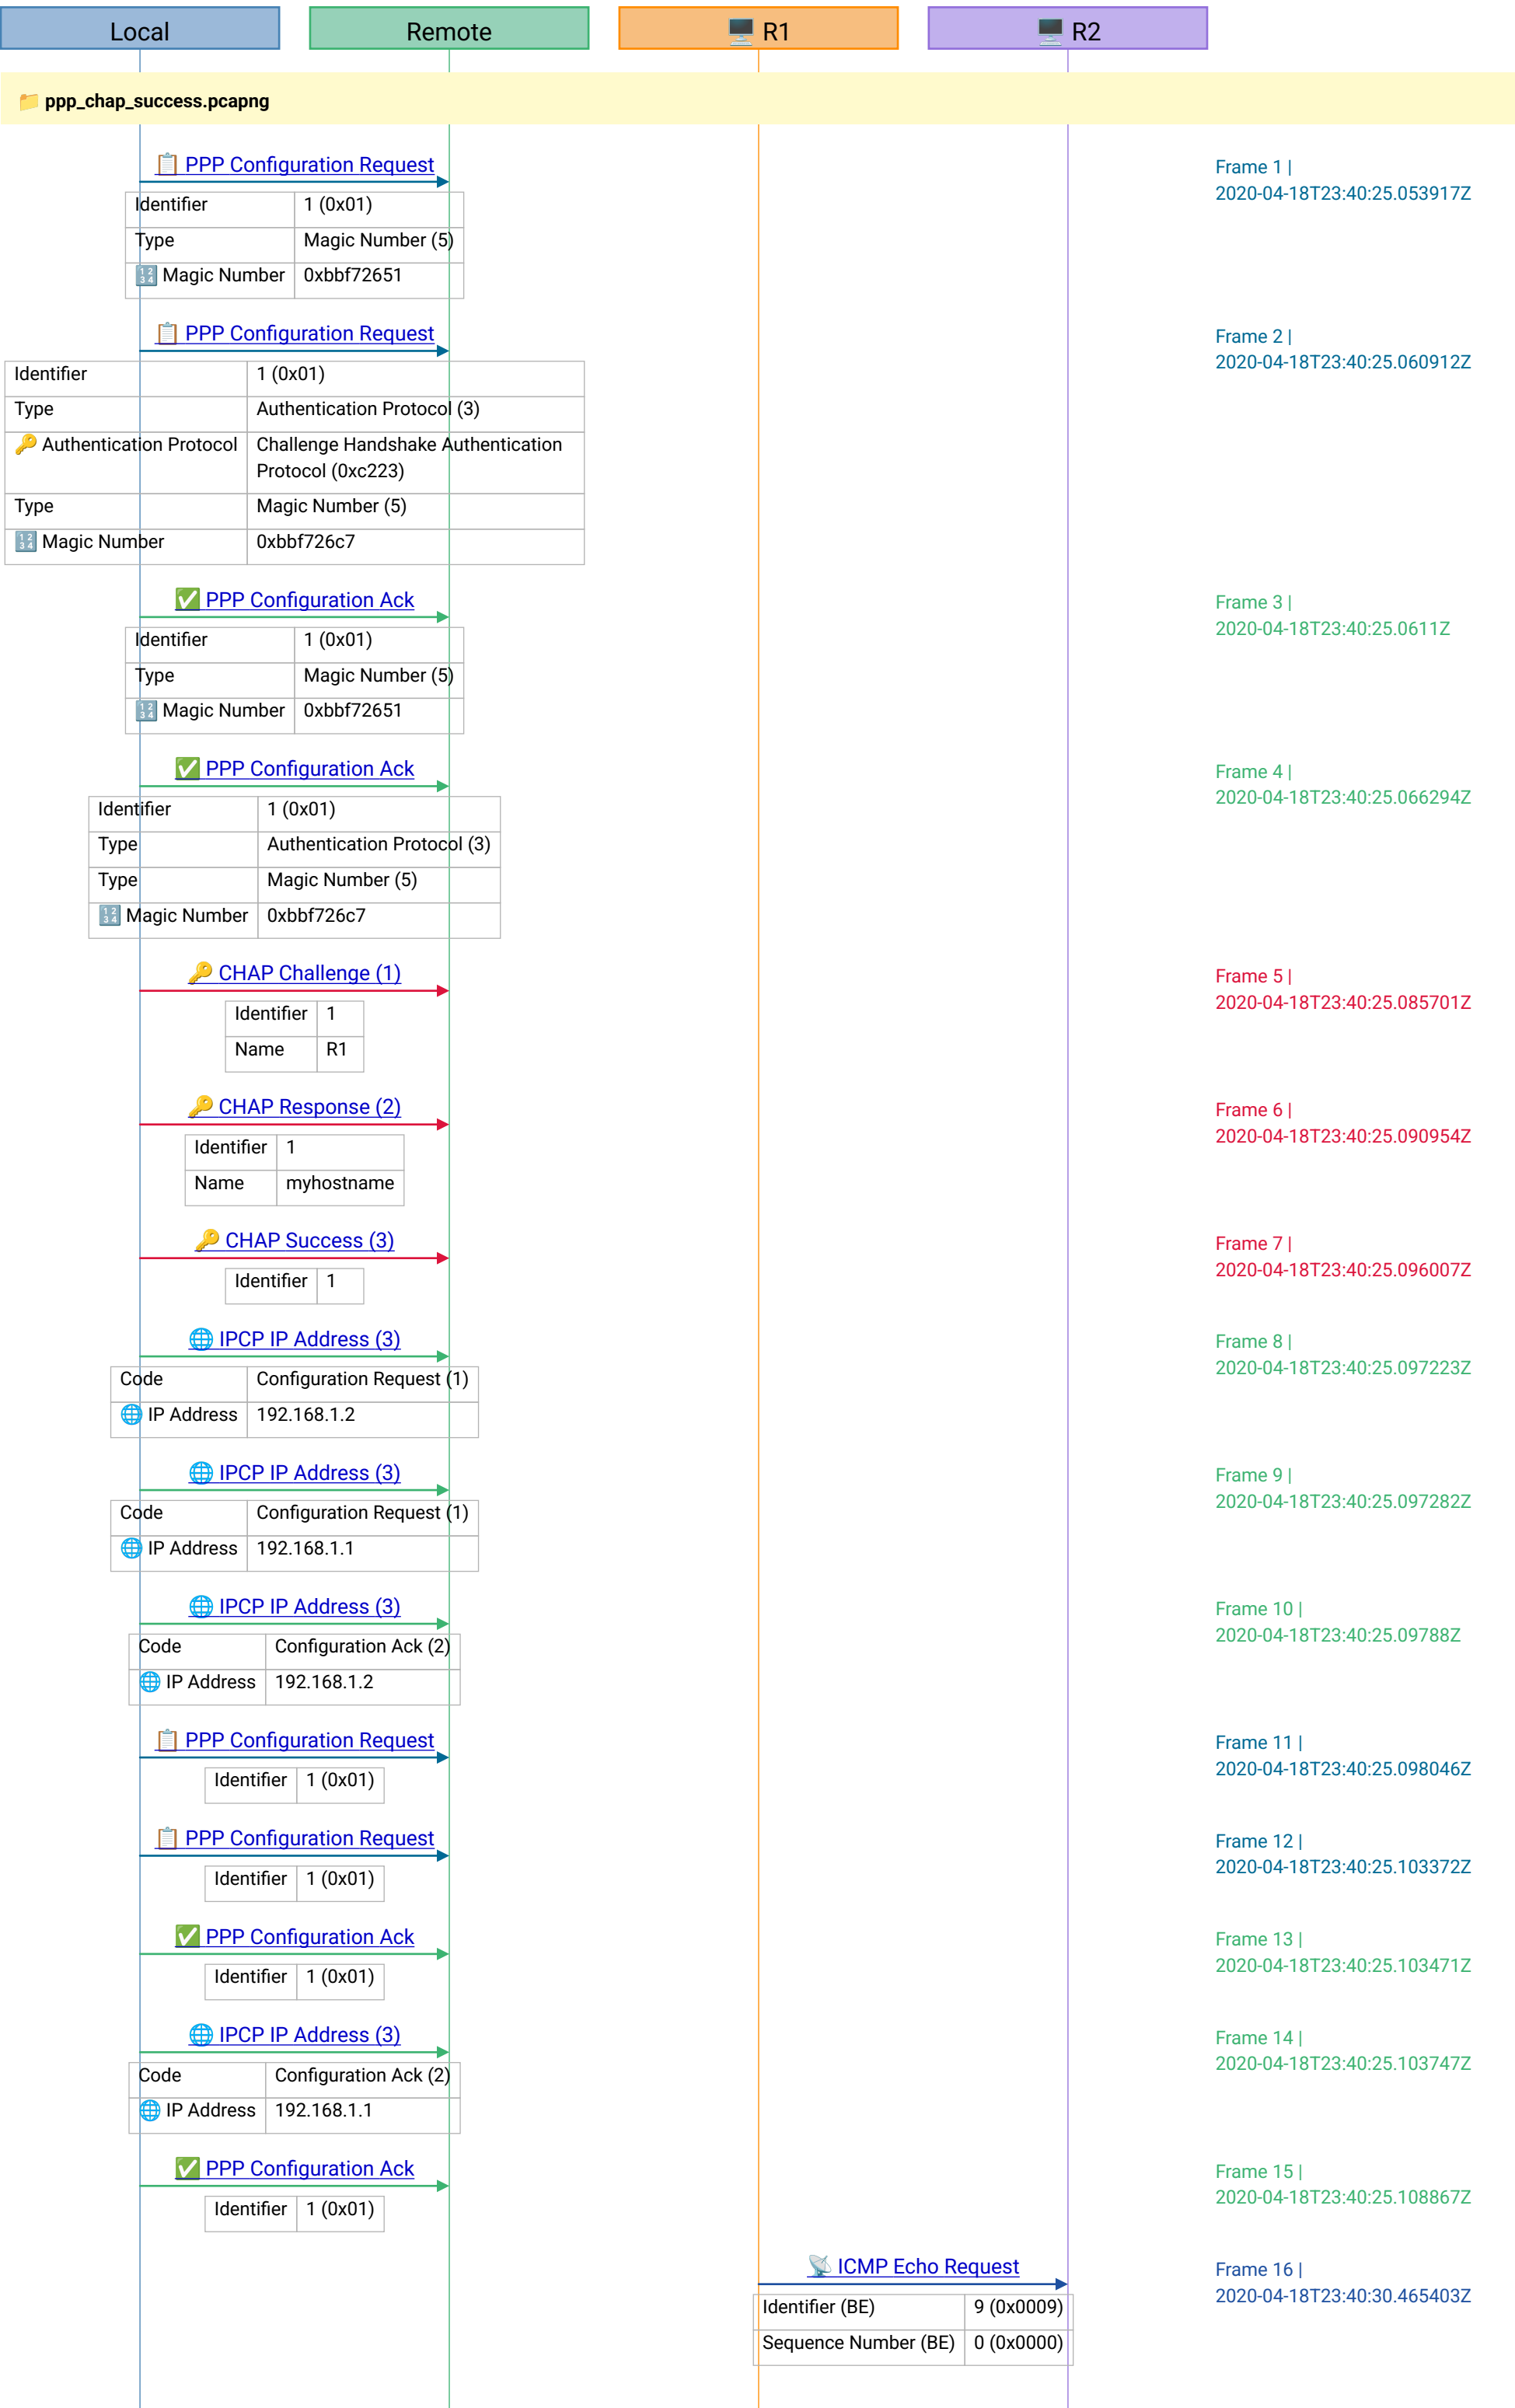 Local Remote R1 R2
ppp_chap_success.pcapng
PPP Configuration Request
Frame 1 |
2020-04-18T23:40:25.053917Z
Identifier 1 (0x01)
Type Magic Number (5)
Magic Number 0xbbf72651
PPP Configuration Request
Frame 2 |
2020-04-18T23:40:25.060912Z
Identifier 1 (0x01)
Type Authentication Protocol (3)
Authentication Protocol Challenge Handshake Authentication
Protocol (0xc223)
Type Magic Number (5)
Magic Number 0xbbf726c7
PPP Configuration Ack
Frame 3 |
2020-04-18T23:40:25.0611Z
Identifier 1 (0x01)
Type Magic Number (5)
Magic Number 0xbbf72651
PPP Configuration Ack
Frame 4 |
2020-04-18T23:40:25.066294Z
Identifier 1 (0x01)
Type Authentication Protocol (3)
Type Magic Number (5)
Magic Number 0xbbf726c7
CHAP Challenge (1)
Frame 5 |
2020-04-18T23:40:25.085701Z
Identifier 1
Name R1
CHAP Response (2)
Frame 6 |
2020-04-18T23:40:25.090954Z
Identifier 1
Name myhostname
CHAP Success (3)
Frame 7 |
2020-04-18T23:40:25.096007Z
Identifier 1
IPCP IP Address (3)
Frame 8 |
2020-04-18T23:40:25.097223Z
Code Configuration Request (1)
IP Address 192.168.1.2
IPCP IP Address (3)
Frame 9 |
2020-04-18T23:40:25.097282Z
Code Configuration Request (1)
IP Address 192.168.1.1
IPCP IP Address (3)
Frame 10 |
2020-04-18T23:40:25.09788Z
Code Configuration Ack (2)
IP Address 192.168.1.2
PPP Configuration Request
Frame 11 |
2020-04-18T23:40:25.098046Z
Identifier 1 (0x01)
PPP Configuration Request
Frame 12 |
2020-04-18T23:40:25.103372Z
Identifier 1 (0x01)
PPP Configuration Ack
Frame 13 |
2020-04-18T23:40:25.103471Z
Identifier 1 (0x01)
IPCP IP Address (3)
Frame 14 |
2020-04-18T23:40:25.103747Z
Code Configuration Ack (2)
IP Address 192.168.1.1
PPP Configuration Ack
Frame 15 |
2020-04-18T23:40:25.108867Z
Identifier 1 (0x01)
ICMP Echo Request
Frame 16 |
2020-04-18T23:40:30.465403Z
Identifier (BE) 9 (0x0009)
Sequence Number (BE) 0 (0x0000)